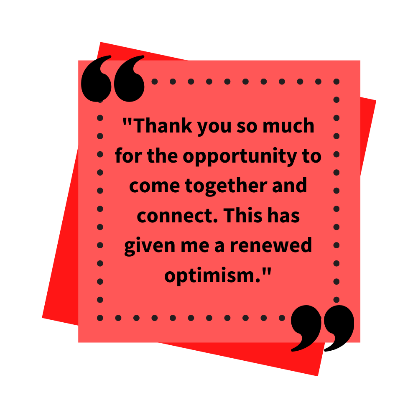 "Thank you so much
for the opportunity to
come together and
connect. This has
given me a renewed
optimism."